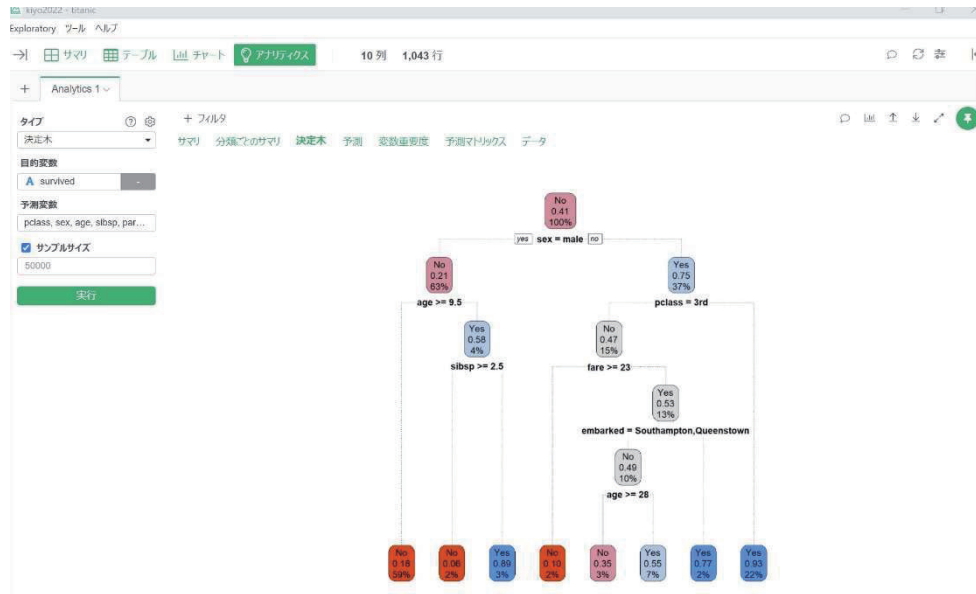 kiyo2022 - titanic
Exploratory ツール ヘルプ
サマリ テーブル チャート アナリティクス 10 列 1,043 行
+ Analytics 1
タイプ
決定木
目的変数
A survived -
予測変数
pclass, sex, age, sibsp, par...
サンプルサイズ
50000
実行
+ フィルタ
サマリ 分類ごとのサマリ 決定木 予測 変数重要度 予測マトリックス データ
No
0.41
100%
yes sex = male no
No
0.21
63%
age >= 9.5
Yes
0.75
37%
pclass = 3rd
Yes
0.58
4%
sibsp >= 2.5
No
0.47
15%
fare >= 23
Yes
0.53
13%
embarked = Southampton,Queenstown
No
0.49
10%
age >= 28
No
0.18
59%
No
0.06
2%
Yes
0.89
3%
No
0.10
2%
No
0.35
3%
Yes
0.55
7%
Yes
0.77
2%
Yes
0.93
22%